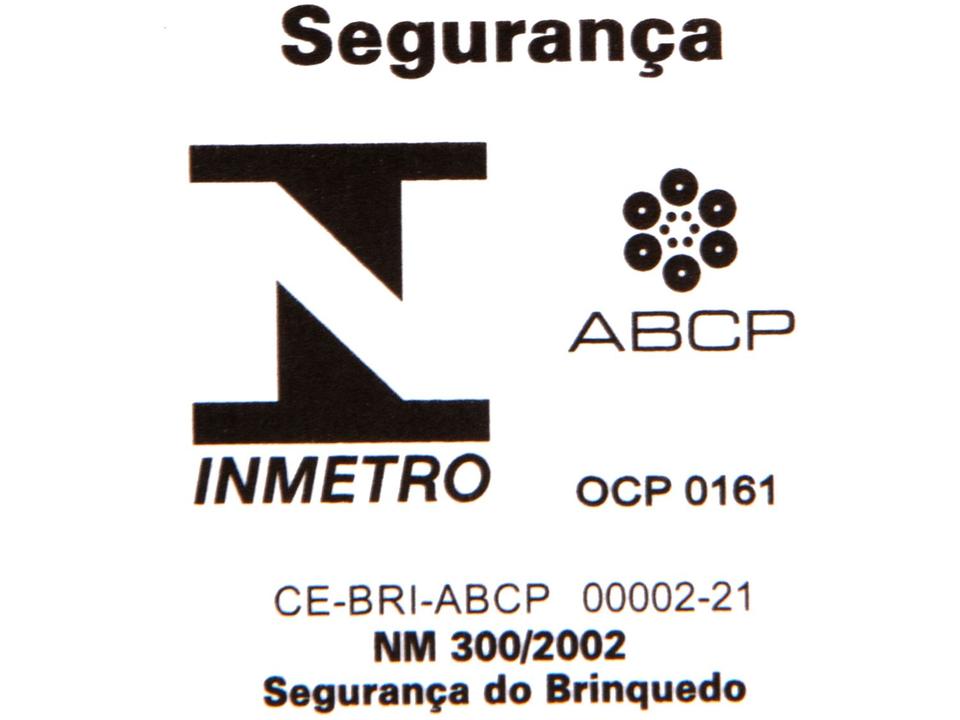 Segurança
ABCP
INMETRO
OCP 0161
CE-BRI-ABCP 00002-21
NM 300/2002
Segurança do Brinquedo